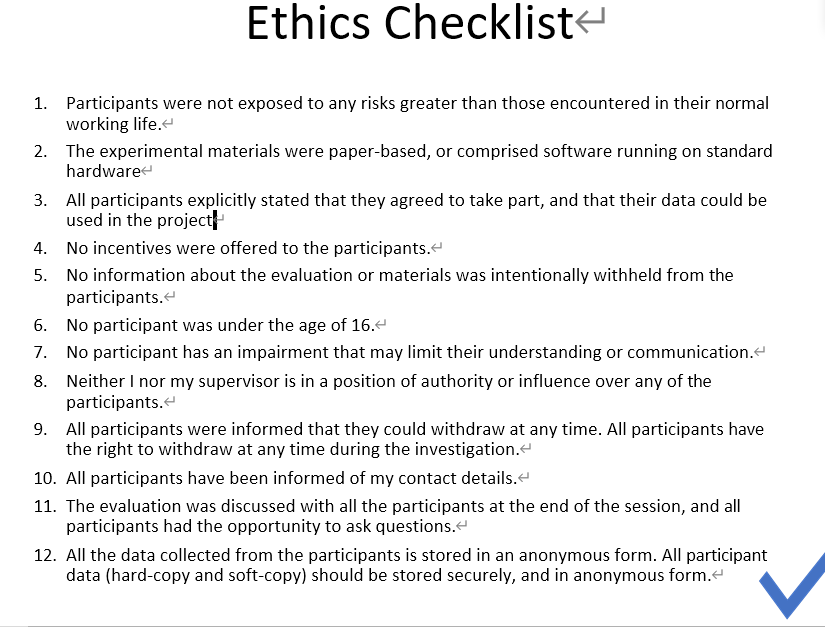 Ethics Checklist
1. Participants were not exposed to any risks greater than those encountered in their normal
working life.
2. The experimental materials were paper-based, or comprised software running on standard
hardware
3. All participants explicitly stated that they agreed to take part, and that their data could be
used in the project
4. No incentives were offered to the participants.
5. No information about the evaluation or materials was intentionally withheld from the
participants.
6. No participant was under the age of 16.
7. No participant has an impairment that may limit their understanding or communication.
8. Neither I nor my supervisor is in a position of authority or influence over any of the
participants.
9. All participants were informed that they could withdraw at any time. All participants have
the right to withdraw at any time during the investigation.
10. All participants have been informed of my contact details.
11. The evaluation was discussed with all the participants at the end of the session, and all
participants had the opportunity to ask questions.
12. All the data collected from the participants is stored in an anonymous form. All participant
data (hard-copy and soft-copy) should be stored securely, and in anonymous form.